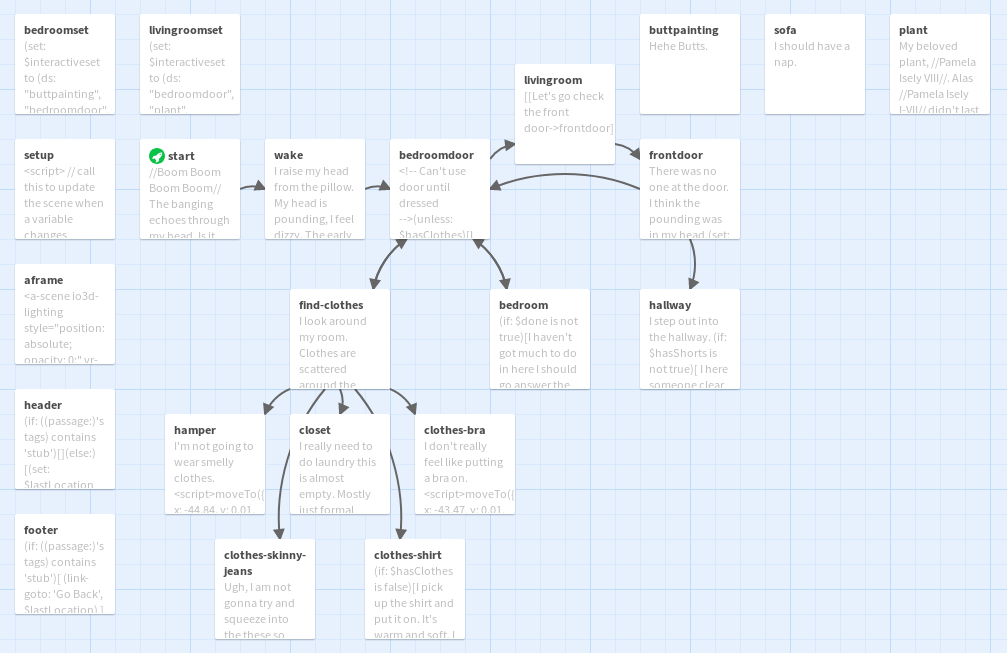 bedroomset
(set:
$interactiveset
to (ds:
"buttpainting",
"bedroomdoor"
livingroomset
(set:
$interactiveset
to (ds:
"bedroomdoor",
"plant"
buttpainting
Hehe Butts.
sofa
I should have a
nap.
plant
My beloved
plant, //Pamela
Isely VIII//. Alas
//Pamela Isely
I-VII// didn't last
livingroom
[[Let's go check
the front
door->frontdoor]
setup
<script> // call
this to update
the scene when
a variable
changes
start
//Boom Boom
Boom Boom//
The banging
echoes through
my head. Is it
wake
I raise my head
from the pillow.
My head is
pounding, I feel
dizzy. The early
bedroomdoor
<!-- Can't use
door until
dressed
-->(unless:
$hasClothes)[I
frontdoor
There was no
one at the door.
I think the
pounding was
in my head.(set:
aframe
<a-scene io3d-
lighting
style="position:
absolute;
opacity: 0;" vr-
find-clothes
I look around
my room.
Clothes are
scattered
around the
bedroom
(if: $done is not
true)[I haven't
got much to do
in here I should
go answer the
hallway
I step out into
the hallway. (if:
$hasShorts is
not true)[ I here
someone clear
header
(if: ((passage:)'s
tags) contains
'stub')[](else:)
[(set:
$lastLocation
hamper
I'm not going to
wear smelly
clothes.
<script>moveTo({
x: -44.84, y: 0.01,
closet
I really need to
do laundry this
is almost
empty. Mostly
just formal
clothes-bra
I don't really
feel like putting
a bra on.
<script>moveTo({
x: -43.47, y: 0.01,
footer
(if: ((passage:)'s
tags) contains
'stub')[ (link-
goto: 'Go Back',
$lastLocation) ]
clothes-skinny-
jeans
Ugh, I am not
gonna try and
squeeze into
the these so
clothes-shirt
(if: $hasClothes
is false)[I pick
up the shirt and
put it on. It's
warm and soft. I